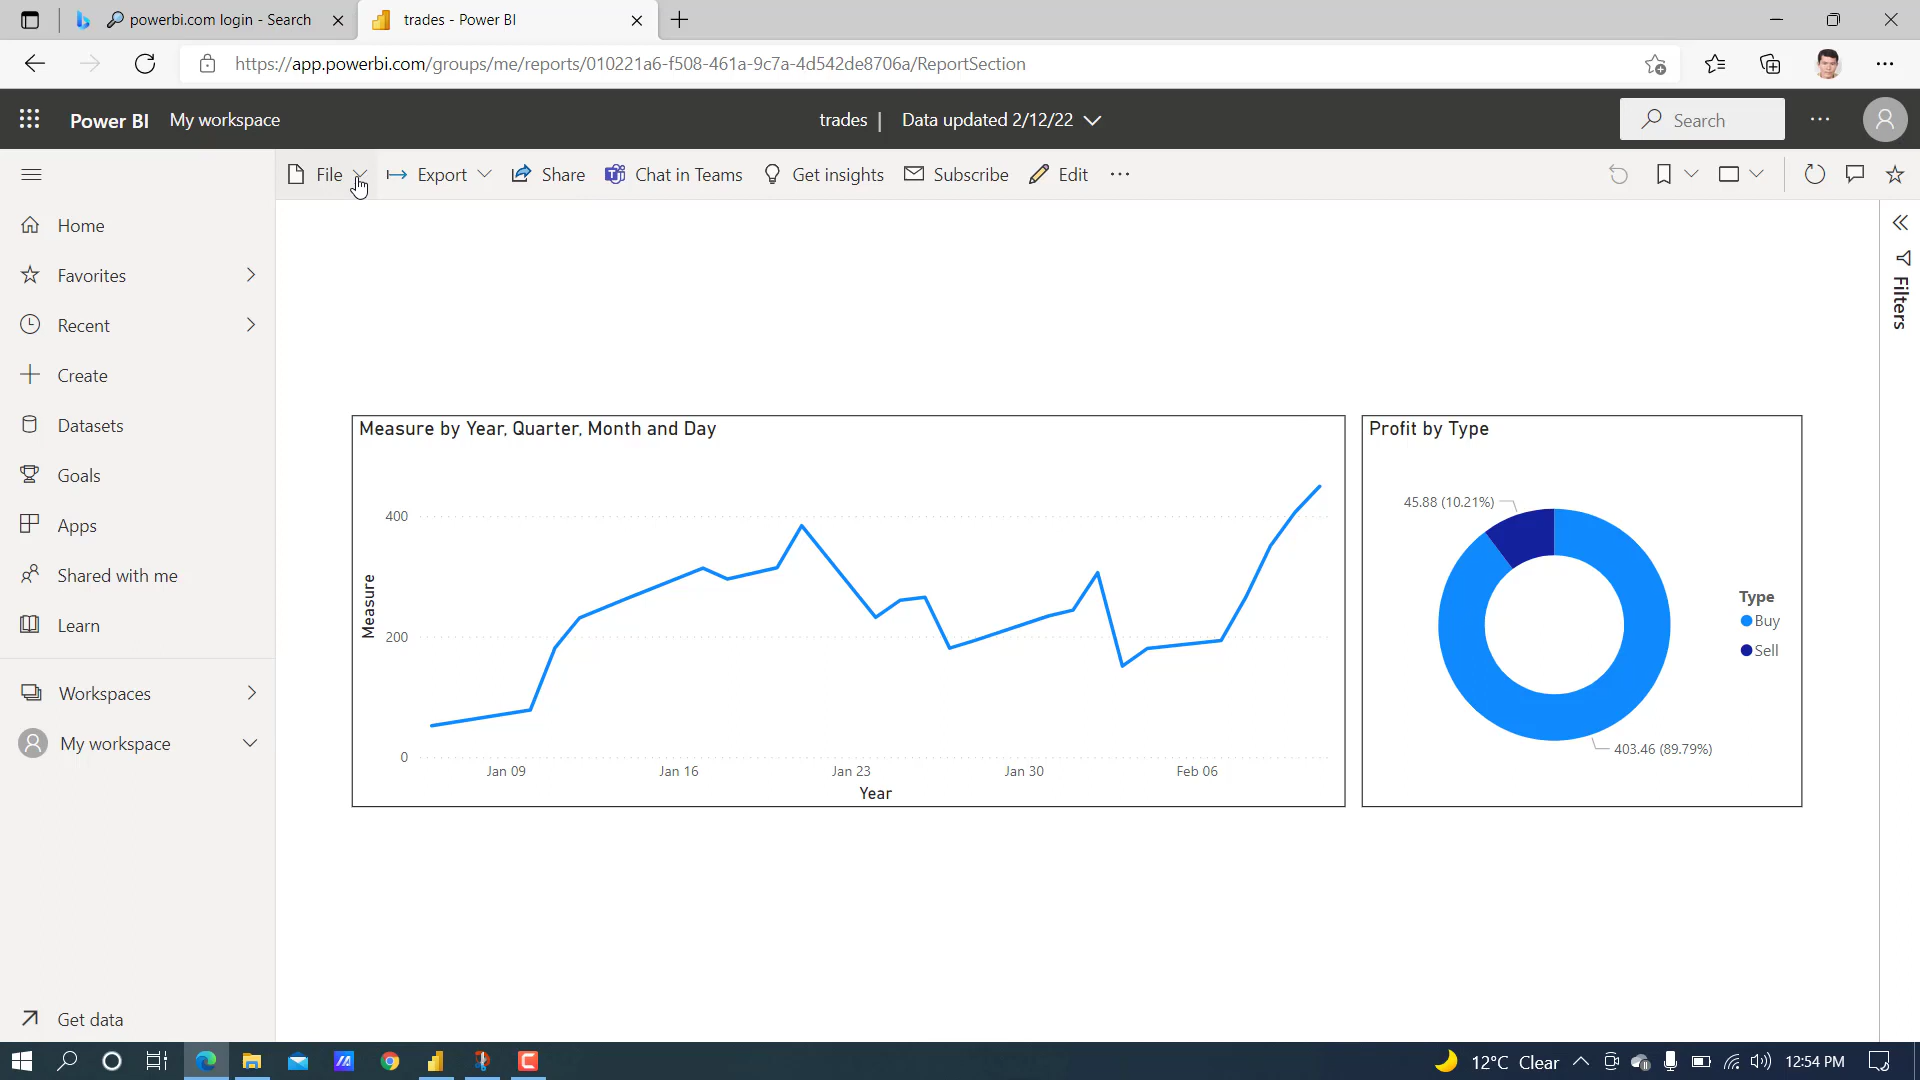 powerbi.com login - Search
trades - Power BI
https://app.powerbi.com/groups/me/reports/010221a6-f508-461a-9c7a-4d542de8706a/ReportSection
Power BI My workspace
trades | Data updated 2/12/22
Search
File Export Share Chat in Teams Get insights Subscribe Edit
Home
Favorites
Recent
Create
Datasets
Goals
Apps
Shared with me
Learn
Workspaces
My workspace
Get data
Filters
Measure by Year, Quarter, Month and Day
400
200
0
Measure
Jan 09 Jan 16 Jan 23 Jan 30 Feb 06
Year
Profit by Type
45.88 (10.21%)
403.46 (89.79%)
Type
Buy
Sell
12°C Clear
12:54 PM